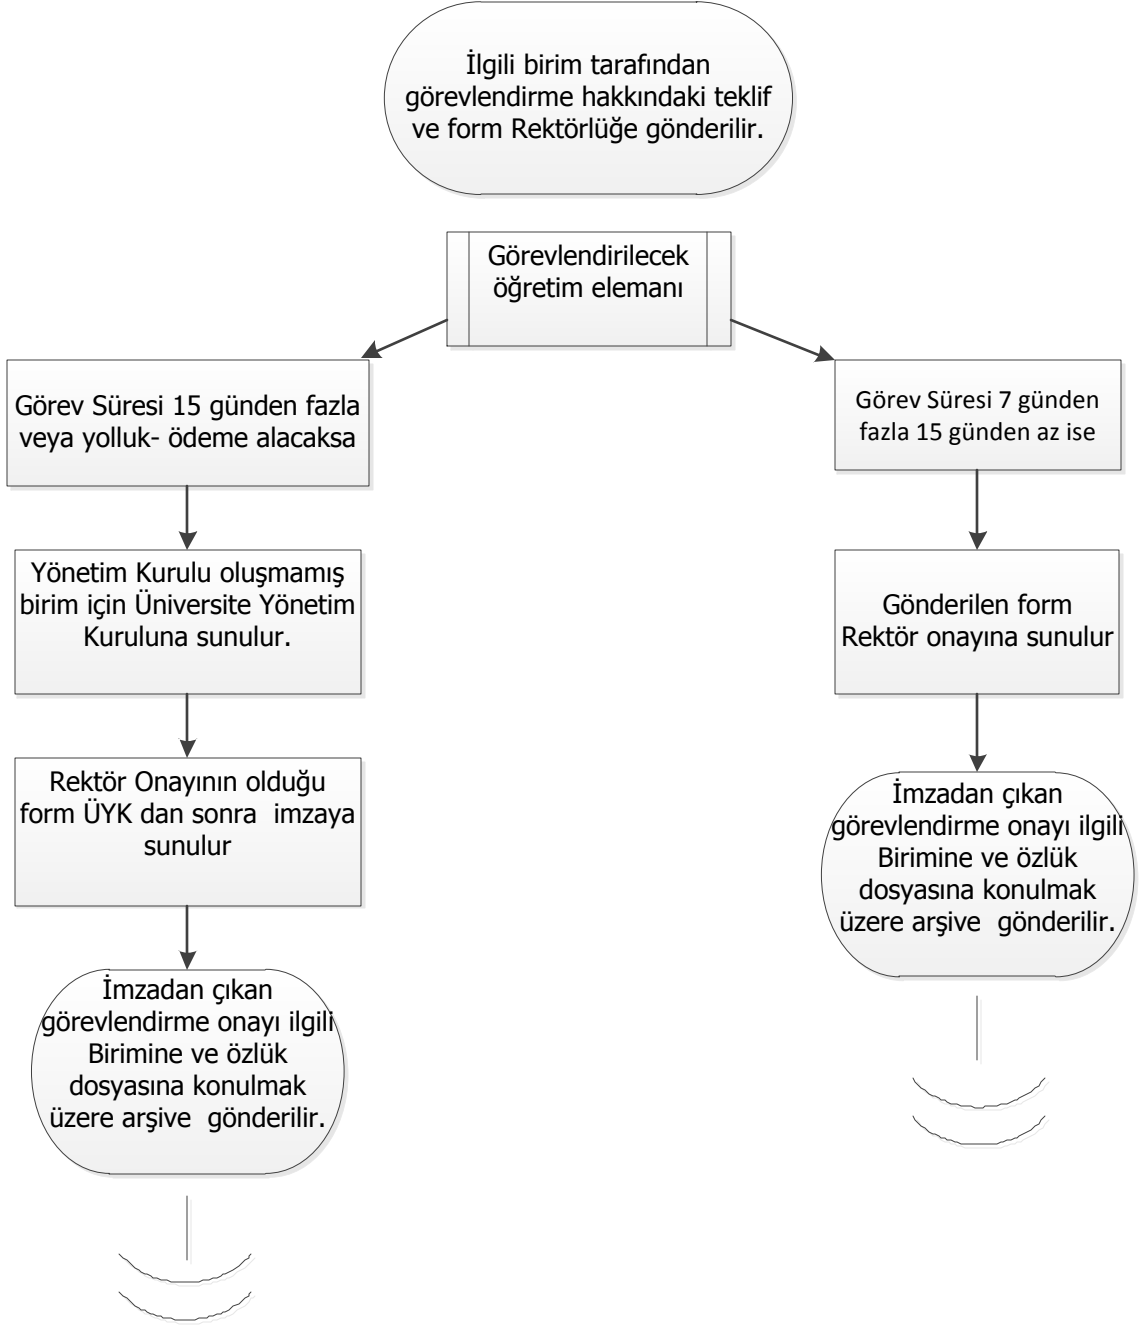 İlgili birim tarafından
görevlendirme hakkındaki teklif
ve form Rektörlüğe gönderilir.
Görevlendirilecek
öğretim elemanı
Görev Süresi 15 günden fazla
veya yolluk- ödeme alacaksa
Yönetim Kurulu oluşmamış
birim için Üniversite Yönetim
Kuruluna sunulur.
Rektör Onayının olduğu
form ÜYK dan sonra  imzaya
sunulur
İmzadan çıkan
görevlendirme onayı ilgili
Birimine ve özlük
dosyasına konulmak
üzere arşive  gönderilir.
Görev Süresi 7 günden
fazla 15 günden az ise
Gönderilen form
Rektör onayına sunulur
İmzadan çıkan
görevlendirme onayı ilgili
Birimine ve özlük
dosyasına konulmak
üzere arşive  gönderilir.